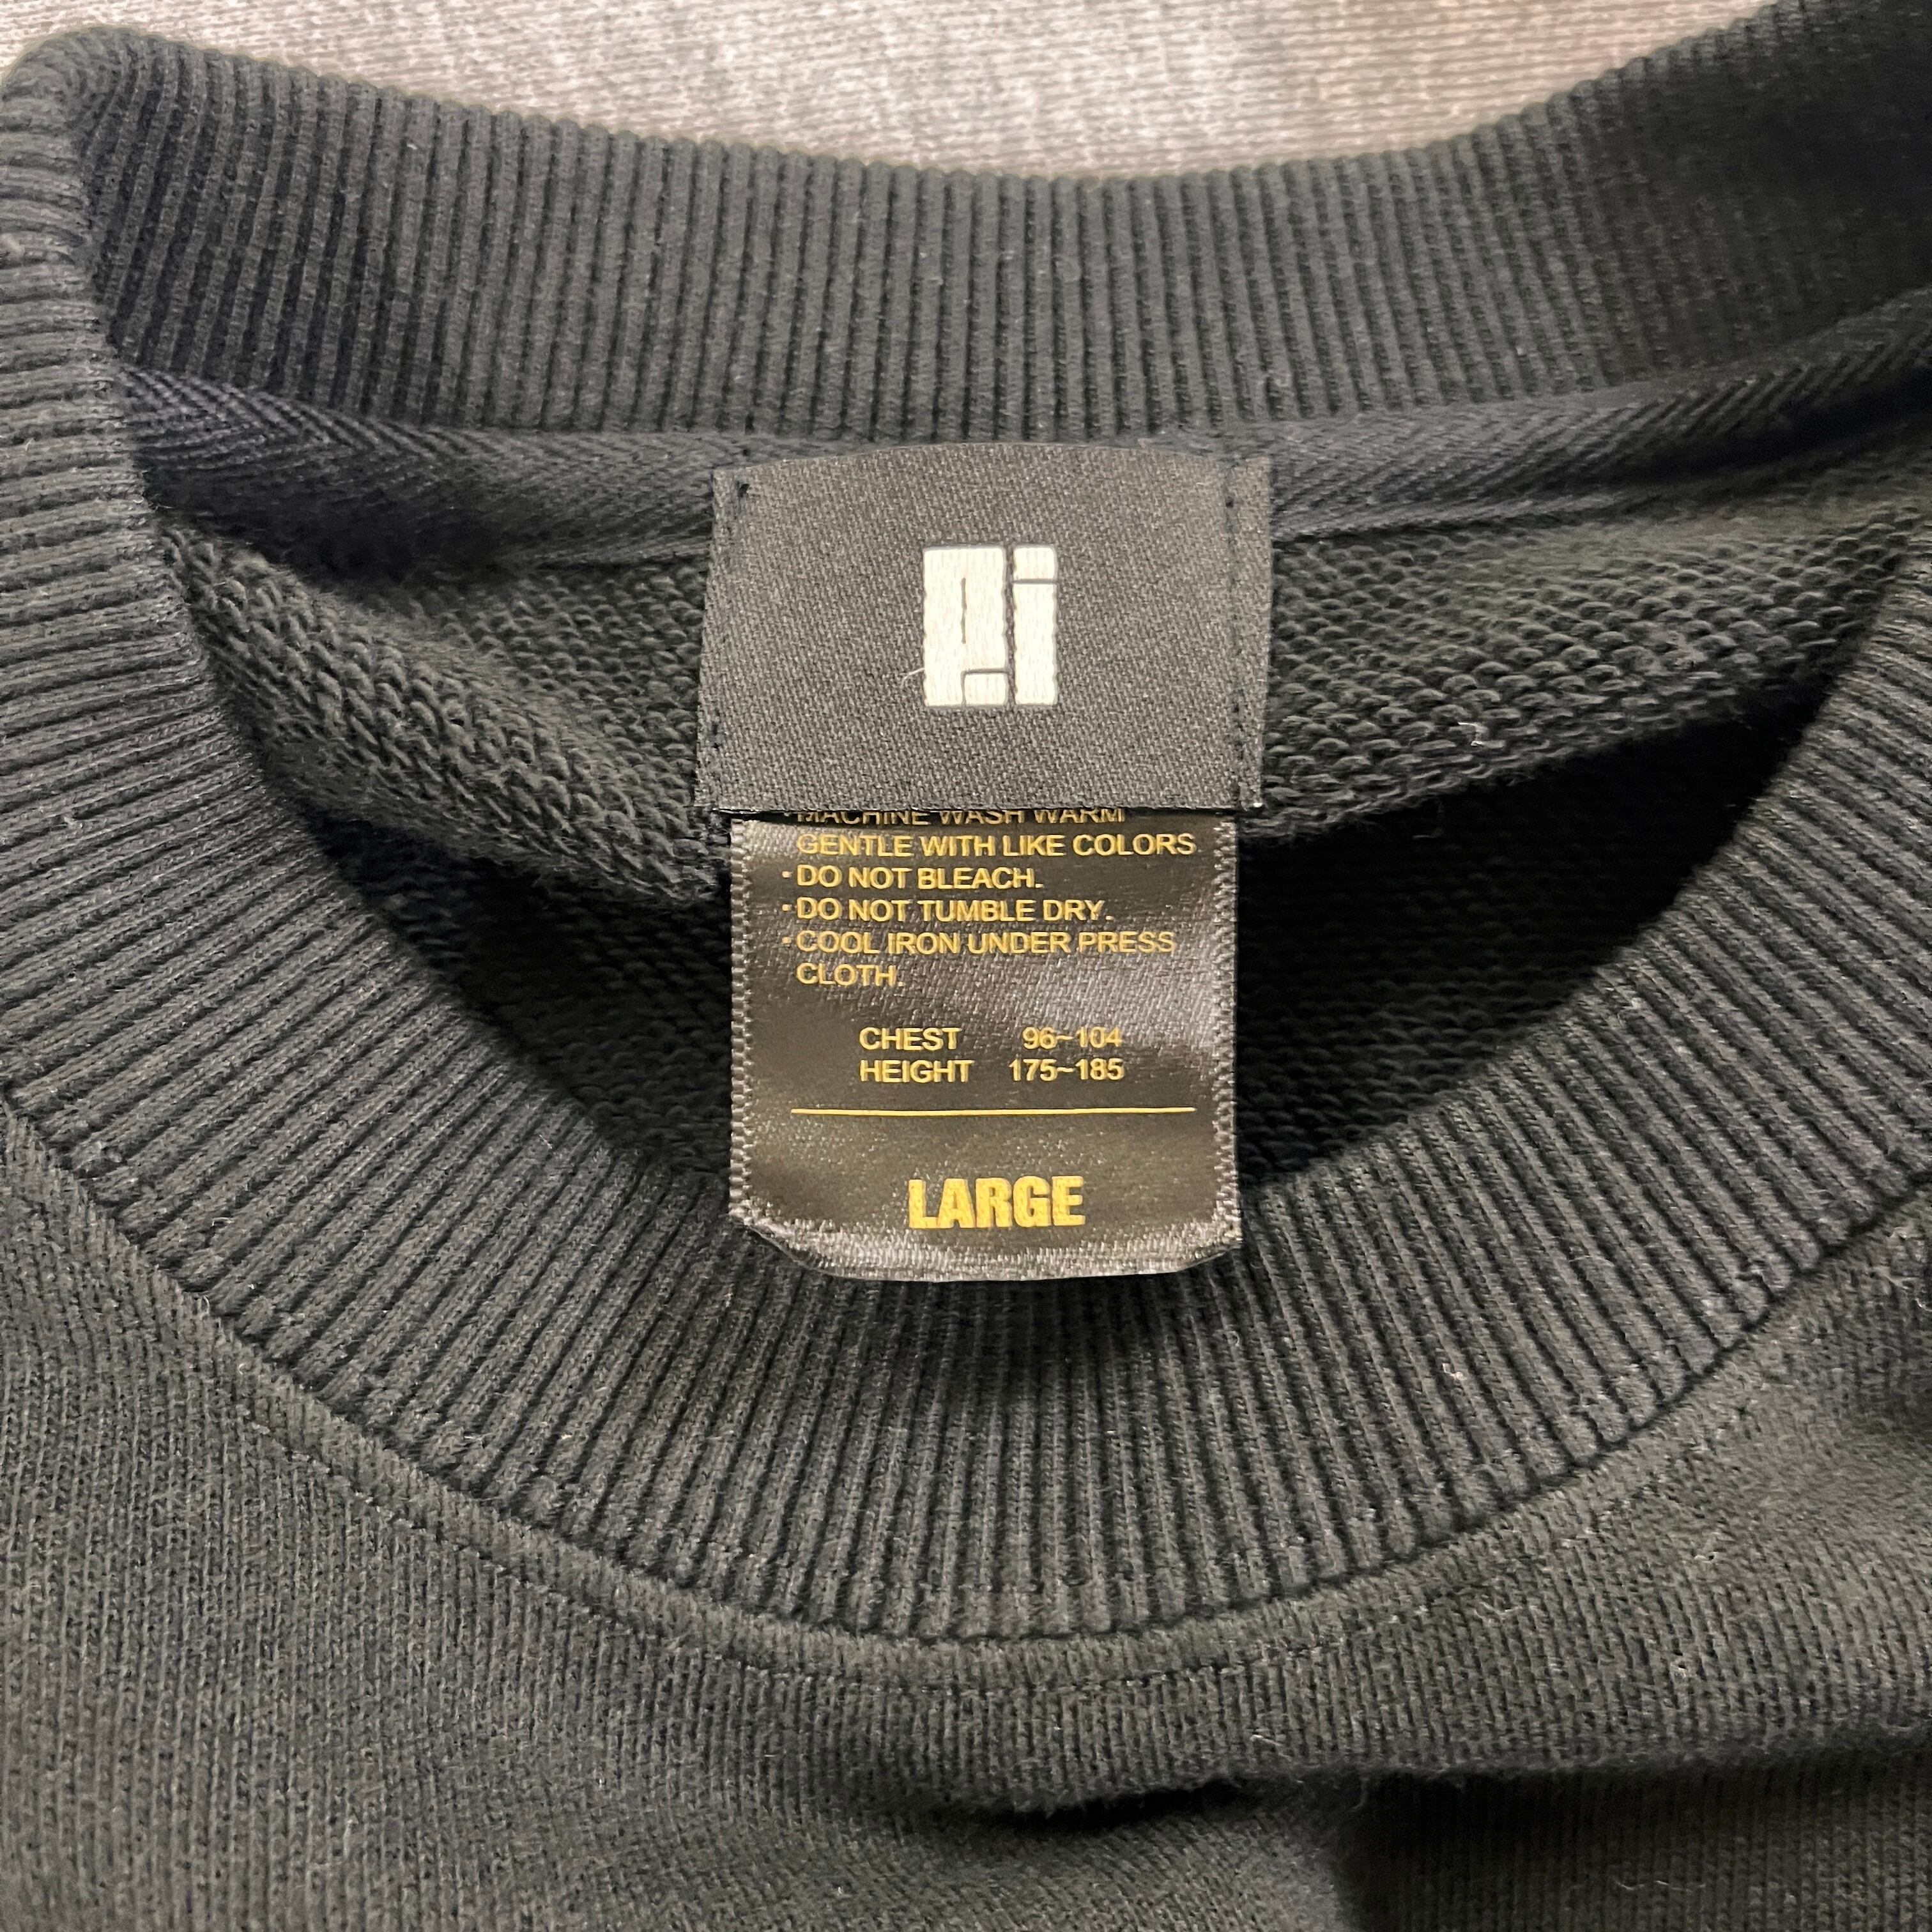 ·MACHINE WASH WARM
GENTLE WITH LIKE COLORS
·DO NOT BLEACH.
·DO NOT TUMBLE DRY.
·COOL IRON UNDER PRESS
CLOTH.
CHEST 96~104
HEIGHT 175~185
LARGE